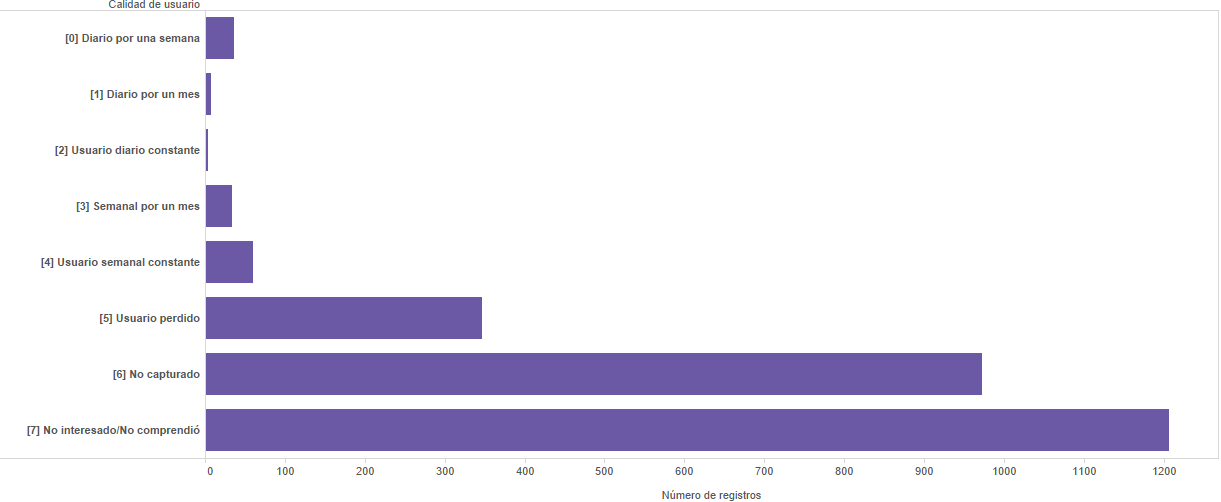 Calidad de usuario
[0] Diario por una semana
[1] Diario por un mes
[2] Usuario diario constante
[3] Semanal por un mes
[4] Usuario semanal constante
[5] Usuario perdido
[6] No capturado
[7] No interesado/No comprendió
0 100 200 300 400 500 600 700 800 900 1000 1100 1200
Número de registros